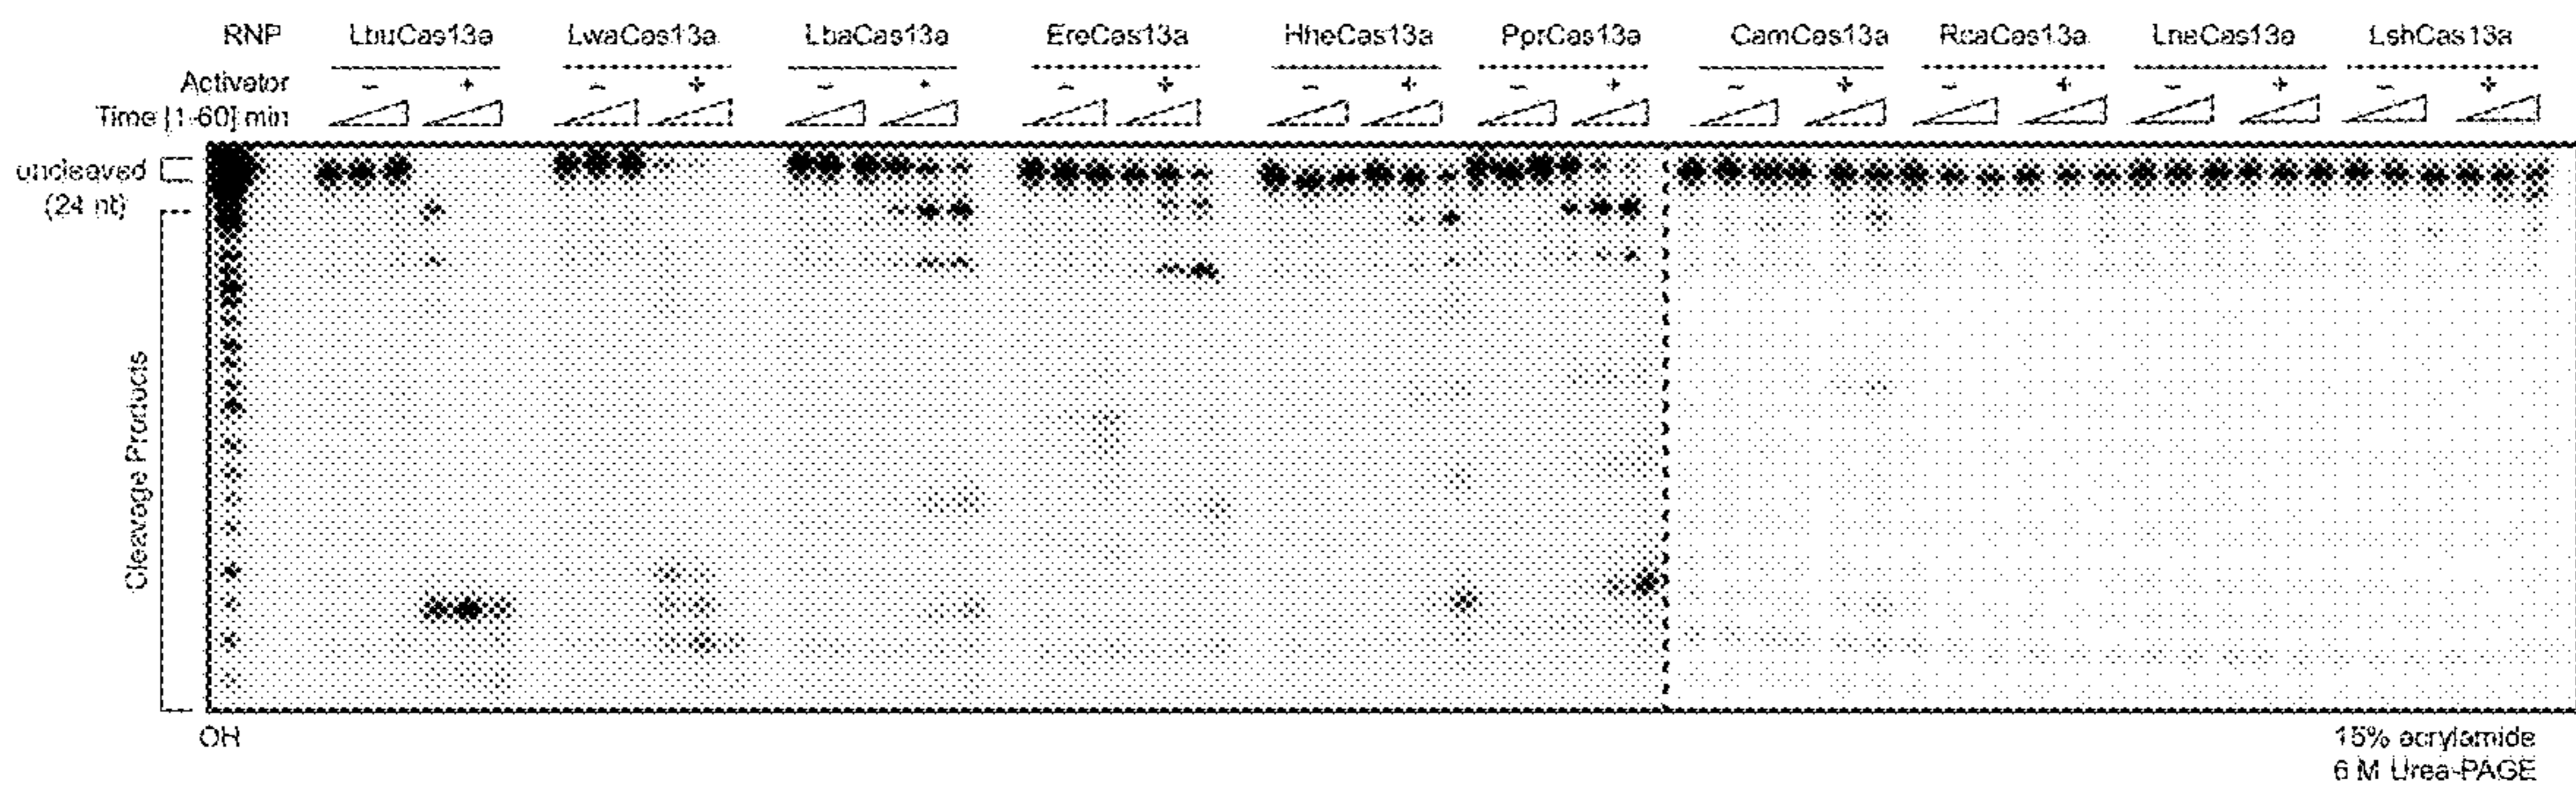 RNP LbuCas13a LwaCas13a LbaCas13a EreCas13a HheCas13a PprCas13a CamCas13a RcaCas13a LneCas13a LshCas13a
Activator − + − + − + − + − + − + − + − + − + − +
Time [1-60] min
uncleaved
(24 nt)
Cleavage Products
OH
15% acrylamide
6 M Urea-PAGE